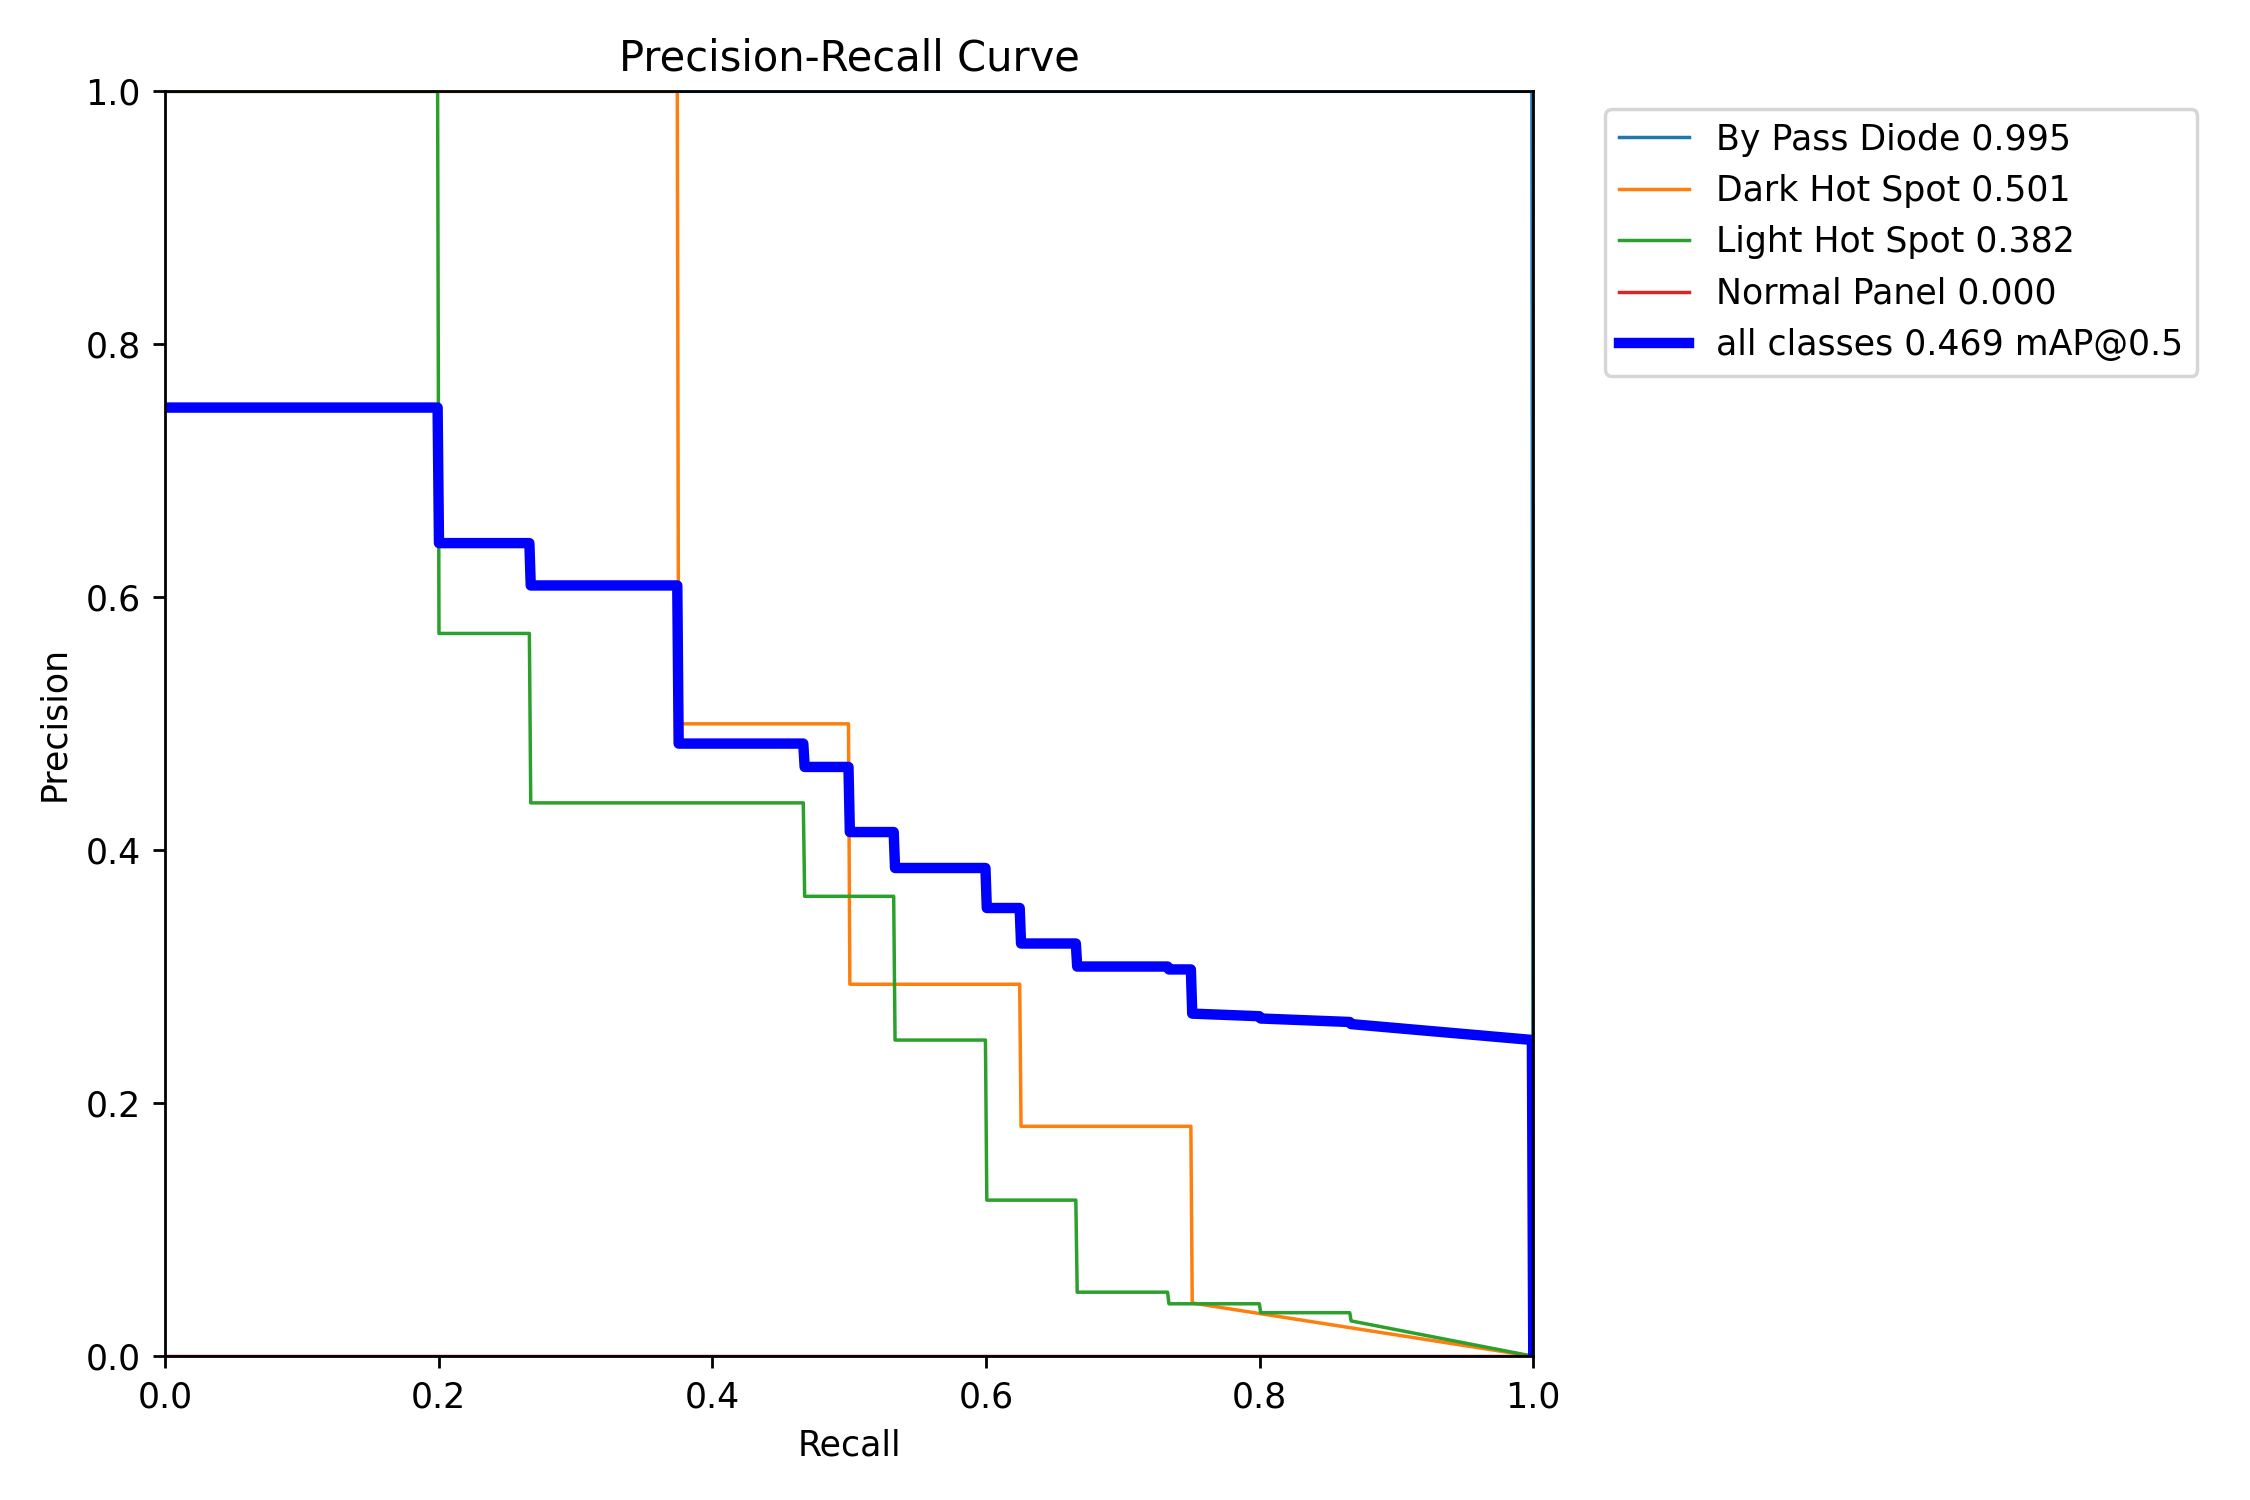 Precision-Recall Curve
1.0
0.8
0.6
0.4
0.2
0.0
Precision
0.0 0.2 0.4 0.6 0.8 1.0
Recall
By Pass Diode 0.995
Dark Hot Spot 0.501
Light Hot Spot 0.382
Normal Panel 0.000
all classes 0.469 mAP@0.5